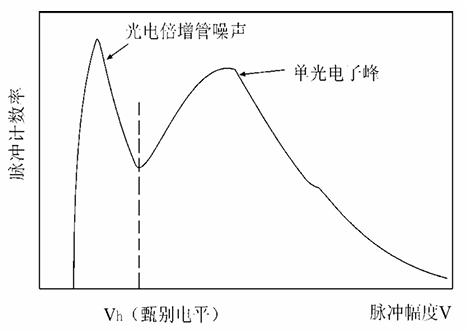 光电倍增管噪声
单光电子峰
脉冲计数率
Vh（甄别电平）
脉冲幅度V